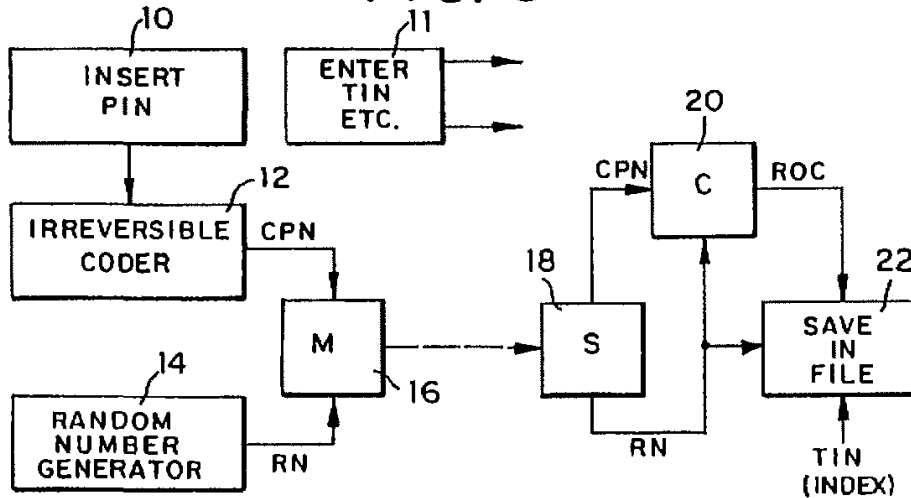 10
INSERT
PIN
11
ENTER
TIN
ETC.
12
IRREVERSIBLE
CODER
CPN
14
RANDOM
NUMBER
GENERATOR
RN
M
16
18
S
CPN
RN
20
C
ROC
22
SAVE
IN
FILE
TIN
(INDEX)